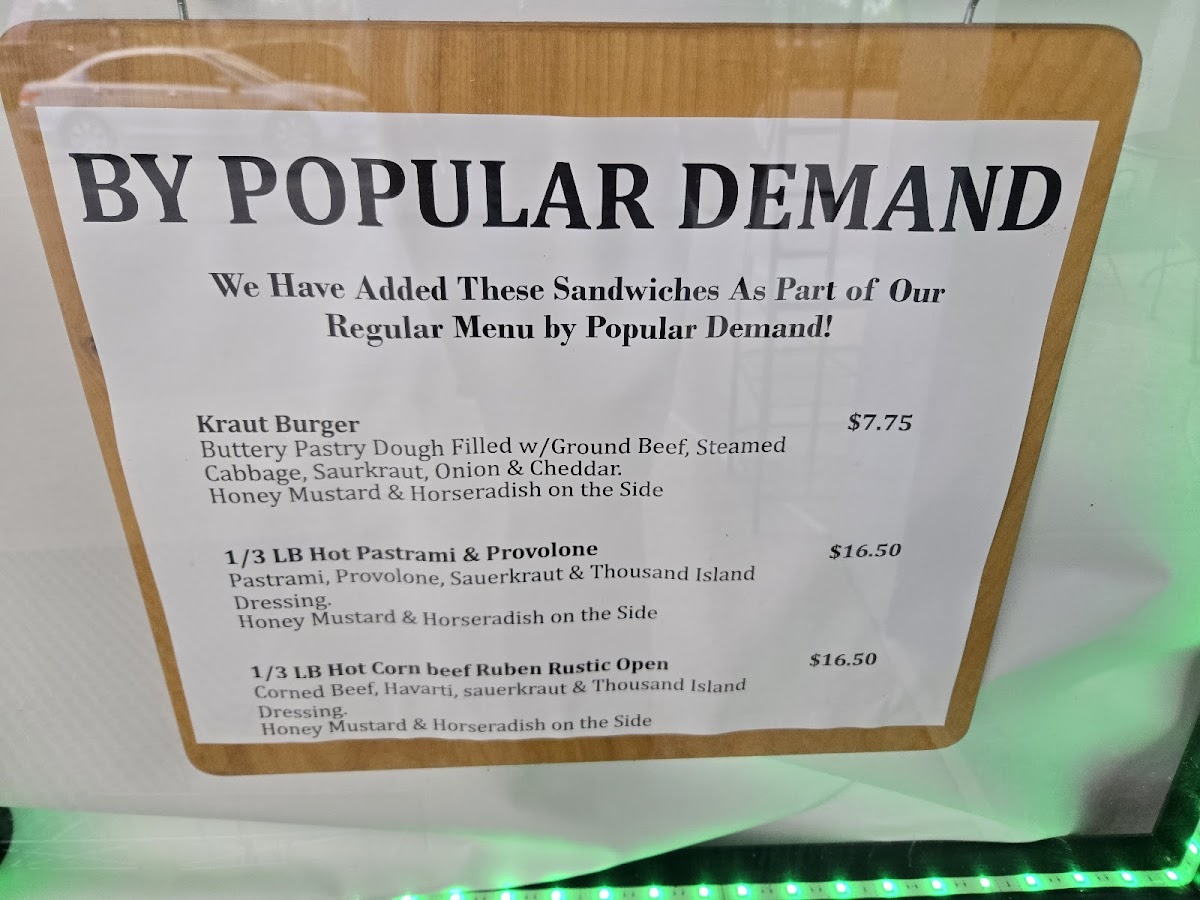 BY POPULAR DEMAND
We Have Added These Sandwiches As Part of Our
Regular Menu by Popular Demand!
Kraut Burger $7.75
Buttery Pastry Dough Filled w/Ground Beef, Steamed
Cabbage, Saurkraut, Onion & Cheddar.
Honey Mustard & Horseradish on the Side
1/3 LB Hot Pastrami & Provolone $16.50
Pastrami, Provolone, Sauerkraut & Thousand Island
Dressing.
Honey Mustard & Horseradish on the Side
1/3 LB Hot Corn beef Ruben Rustic Open $16.50
Corned Beef, Havarti, sauerkraut & Thousand Island
Dressing.
Honey Mustard & Horseradish on the Side